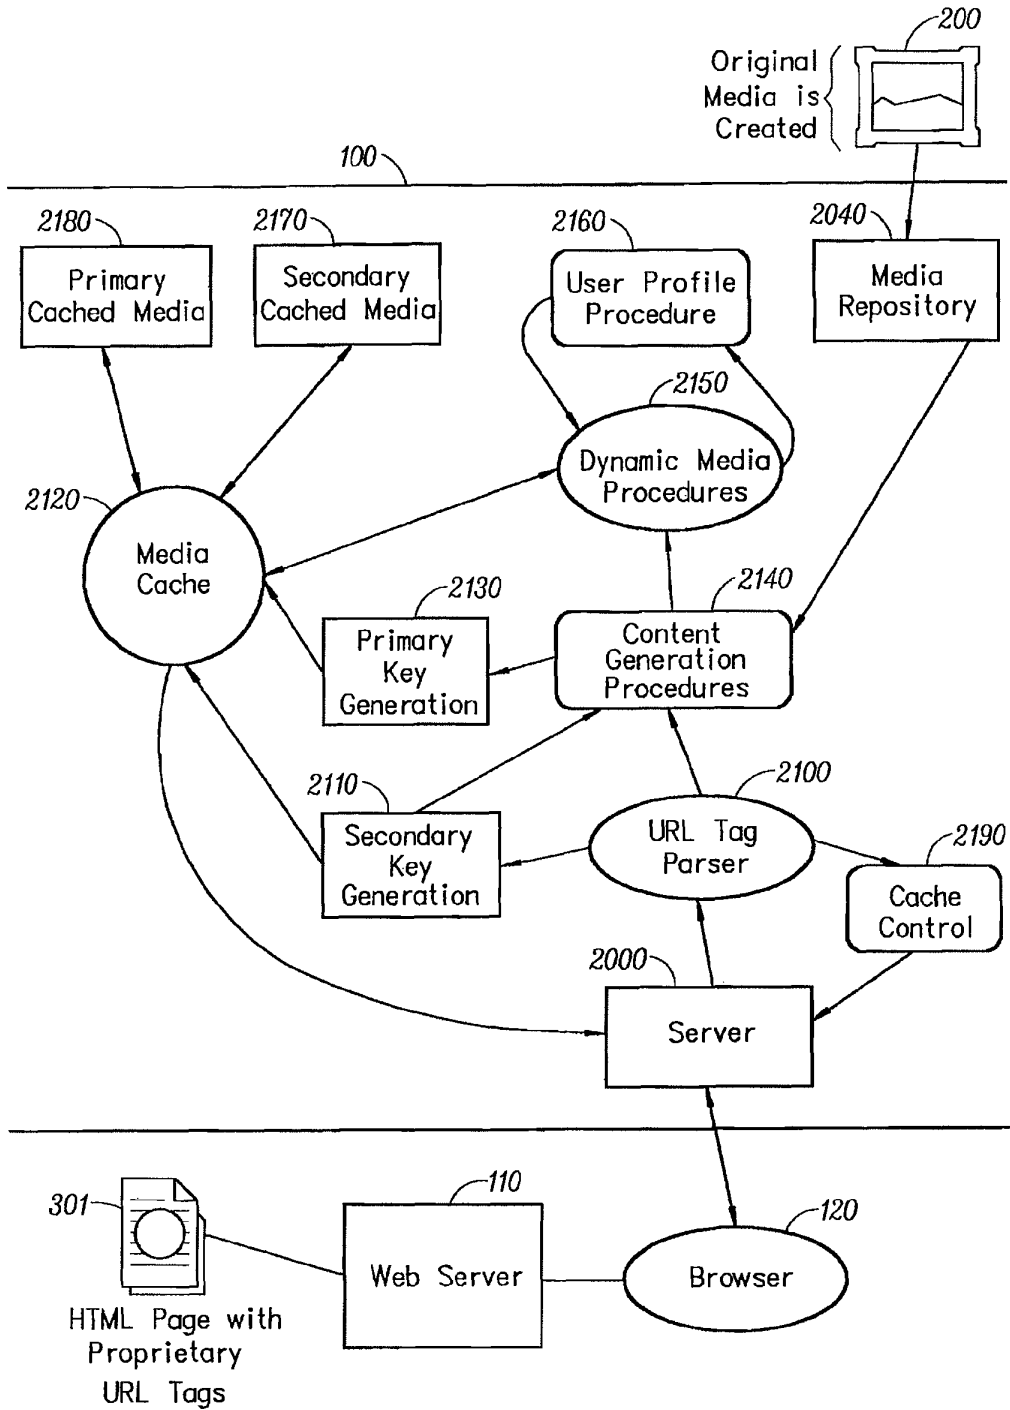 200
Original
Media is
Created
100
2180
Primary
Cached Media
2170
Secondary
Cached Media
2160
User Profile
Procedure
2040
Media
Repository
2150
Dynamic Media
Procedures
2120
Media
Cache
2130
Primary
Key
Generation
2140
Content
Generation
Procedures
2110
Secondary
Key
Generation
2100
URL Tag
Parser
2190
Cache
Control
2000
Server
301
HTML Page with
Proprietary
URL Tags
110
Web Server
120
Browser